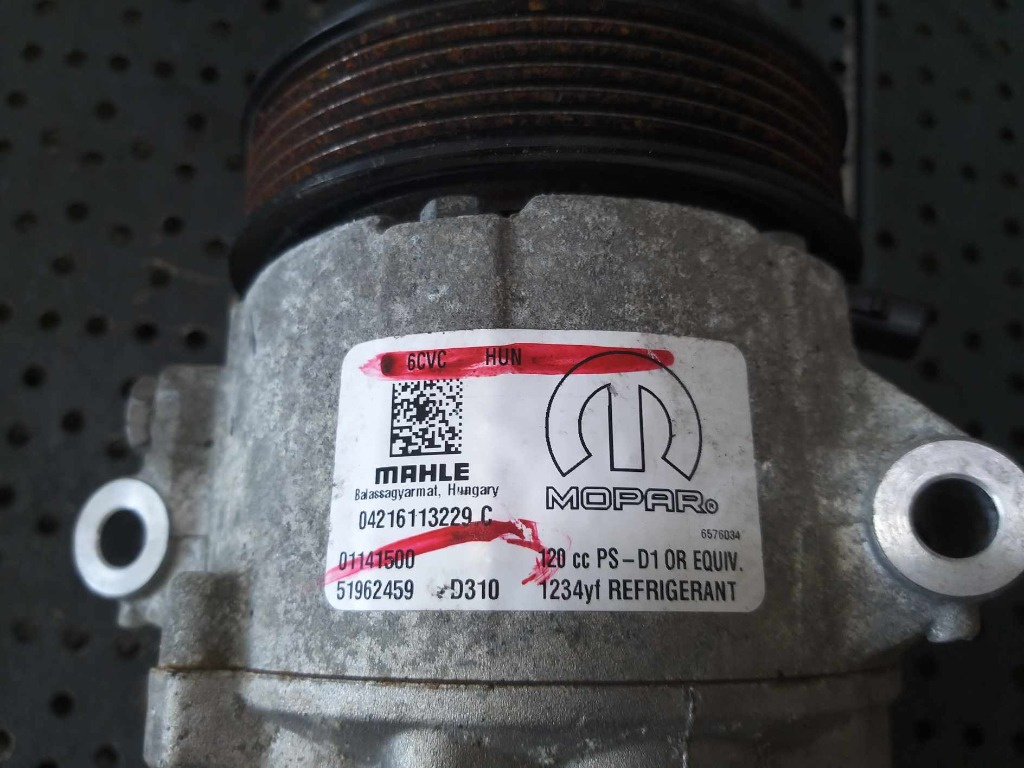 6CVC HUN
MAHLE
Balassagyarmat, Hungary
MOPAR®
04216113229 C
6576034
01141500 120 cc PS-D1 OR EQUIV.
51962459 D310 1234yf REFRIGERANT